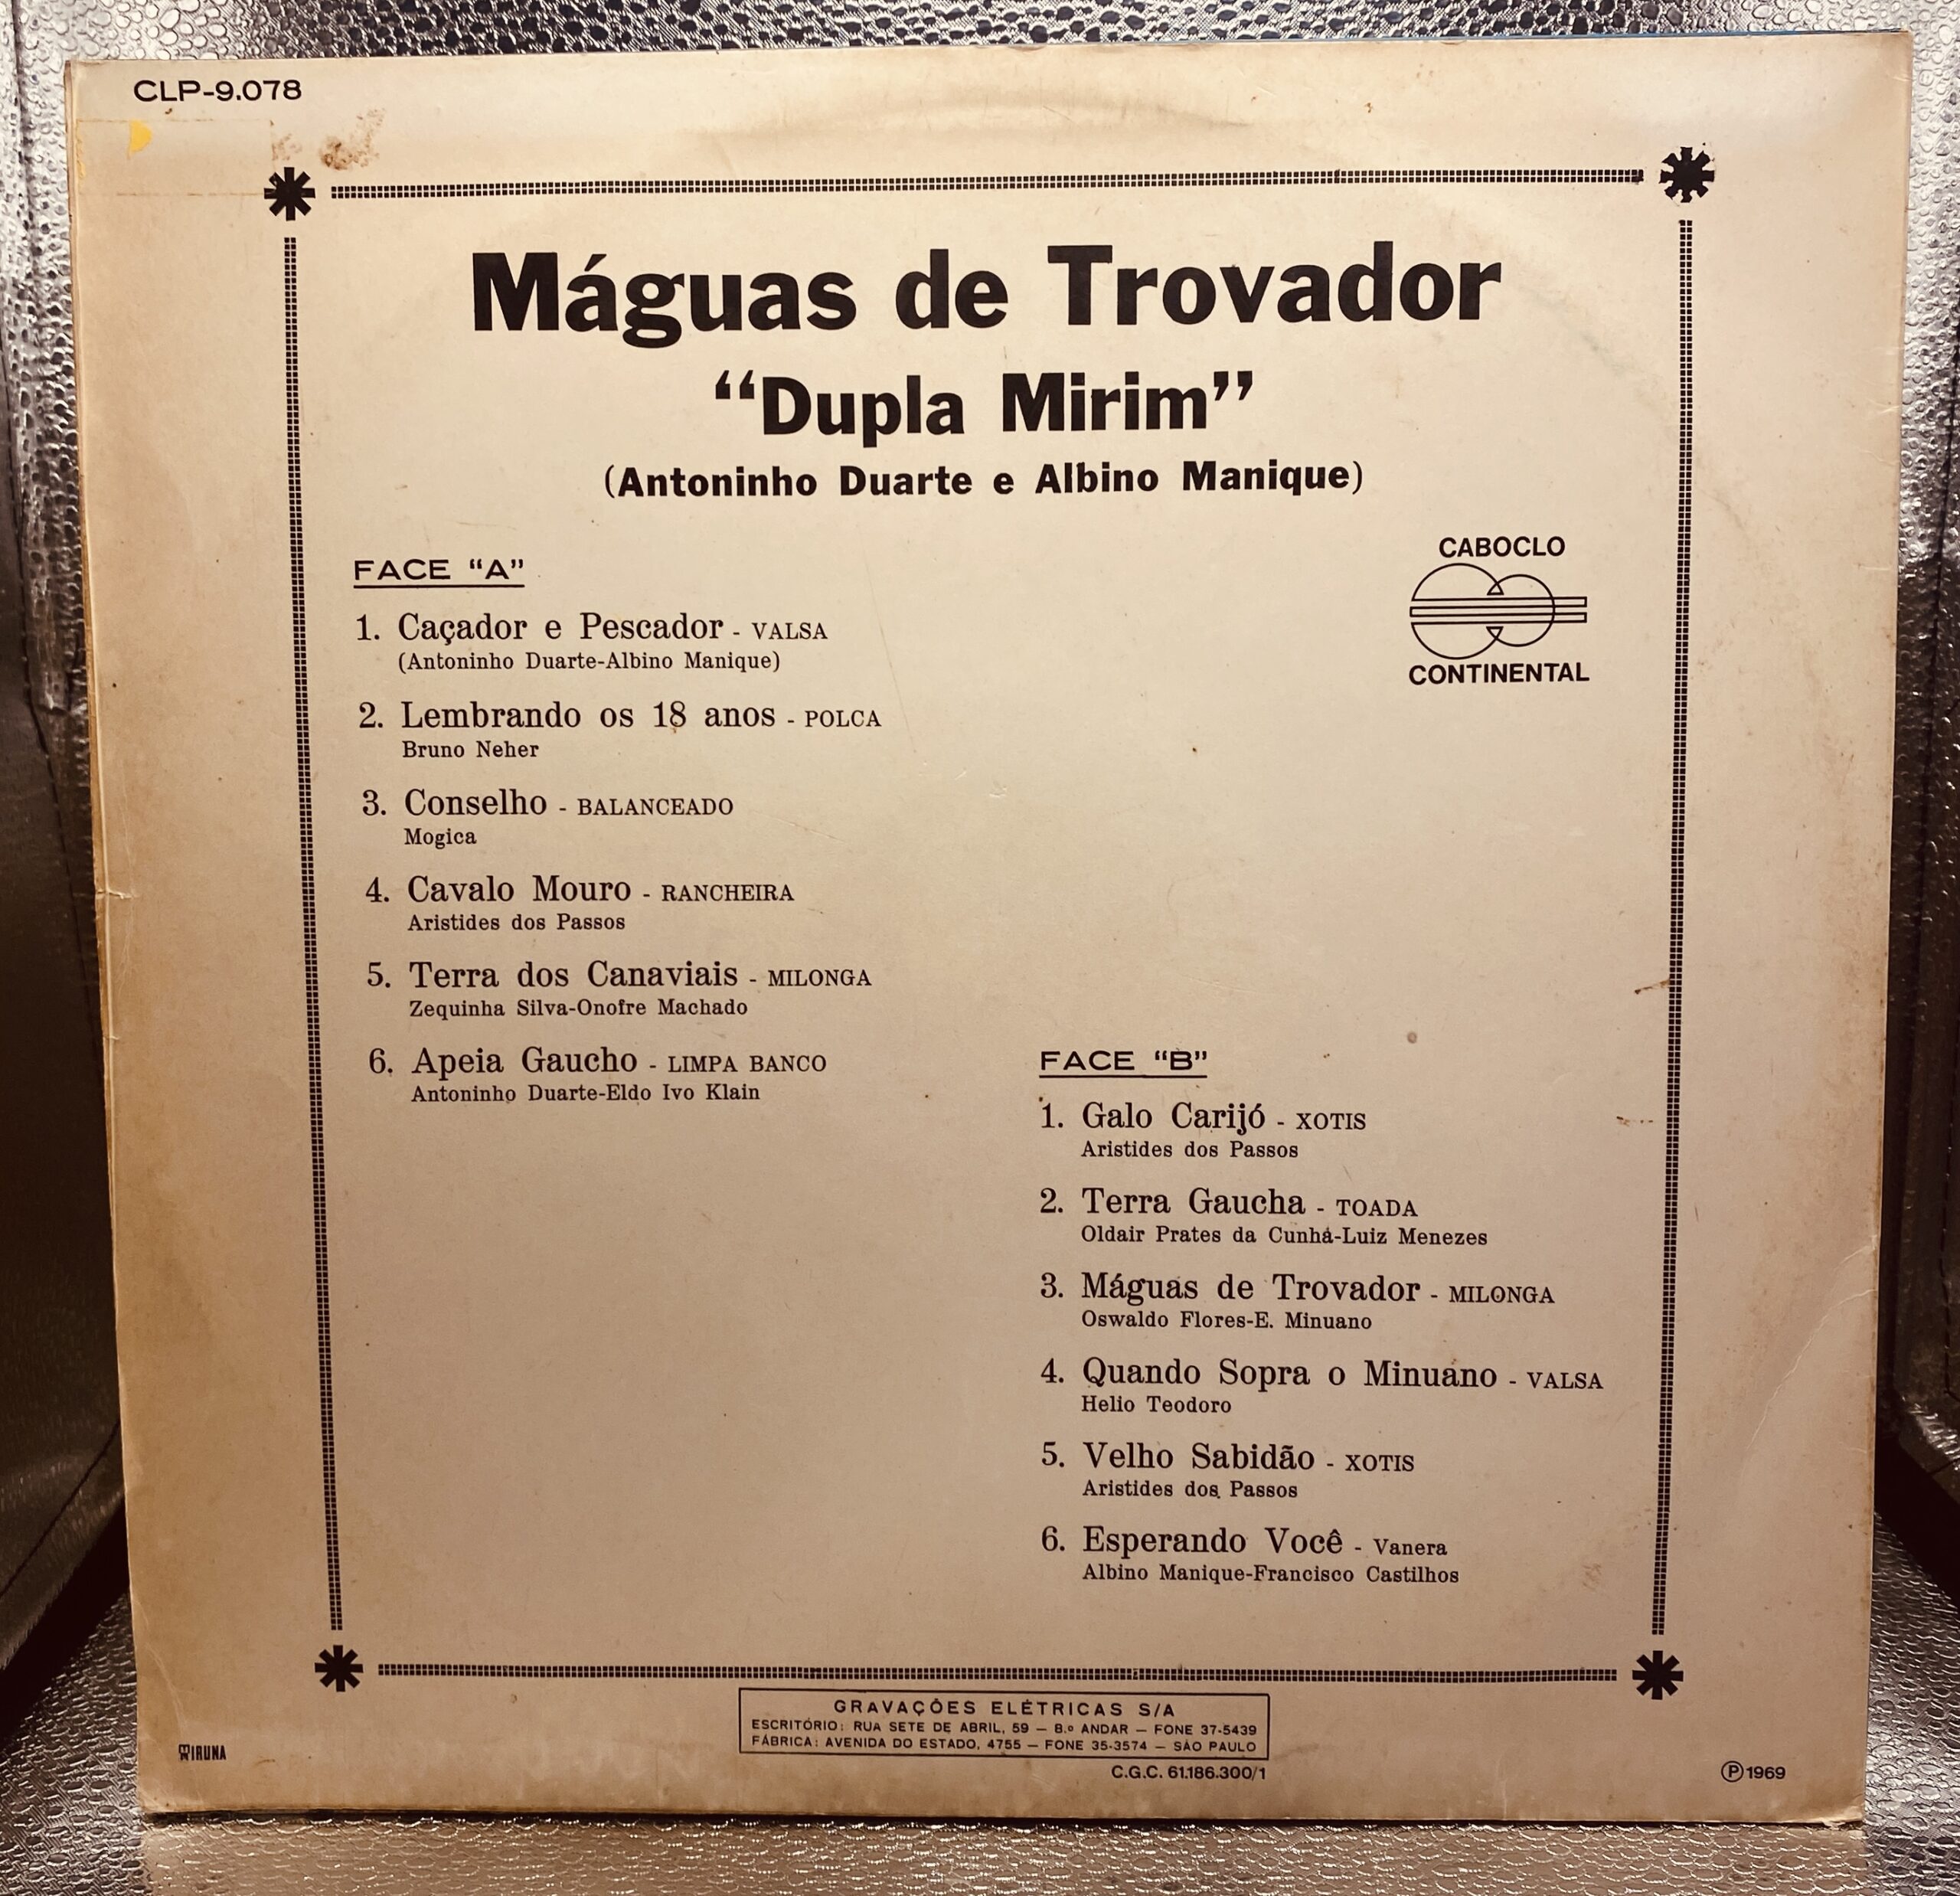 CLP-9.078
Máguas de Trovador
“Dupla Mirim”
(Antoninho Duarte e Albino Manique)
CABOCLO
CONTINENTAL
FACE “A”
1. Caçador e Pescador - VALSA
(Antoninho Duarte-Albino Manique)
2. Lembrando os 18 anos - POLCA
Bruno Neher
3. Conselho - BALANCEADO
Mogica
4. Cavalo Mouro - RANCHEIRA
Aristides dos Passos
5. Terra dos Canaviais - MILONGA
Zequinha Silva-Onofre Machado
6. Apeia Gaucho - LIMPA BANCO
Antoninho Duarte-Eldo Ivo Klain
FACE “B”
1. Galo Carijó - XOTIS
Aristides dos Passos
2. Terra Gaucha - TOADA
Oldair Prates da Cunha-Luiz Menezes
3. Máguas de Trovador - MILONGA
Oswaldo Flores-E. Minuano
4. Quando Sopra o Minuano - VALSA
Helio Teodoro
5. Velho Sabidão - XOTIS
Aristides dos Passos
6. Esperando Você - Vanera
Albino Manique-Francisco Castilhos
GRAVAÇÕES ELÉTRICAS S/A
ESCRITÓRIO: RUA SETE DE ABRIL, 59 — 8.º ANDAR — FONE 37-5439
FÁBRICA: AVENIDA DO ESTADO, 4755 — FONE 35-3574 — SÃO PAULO
C.G.C. 61.186.300/1
℗1969